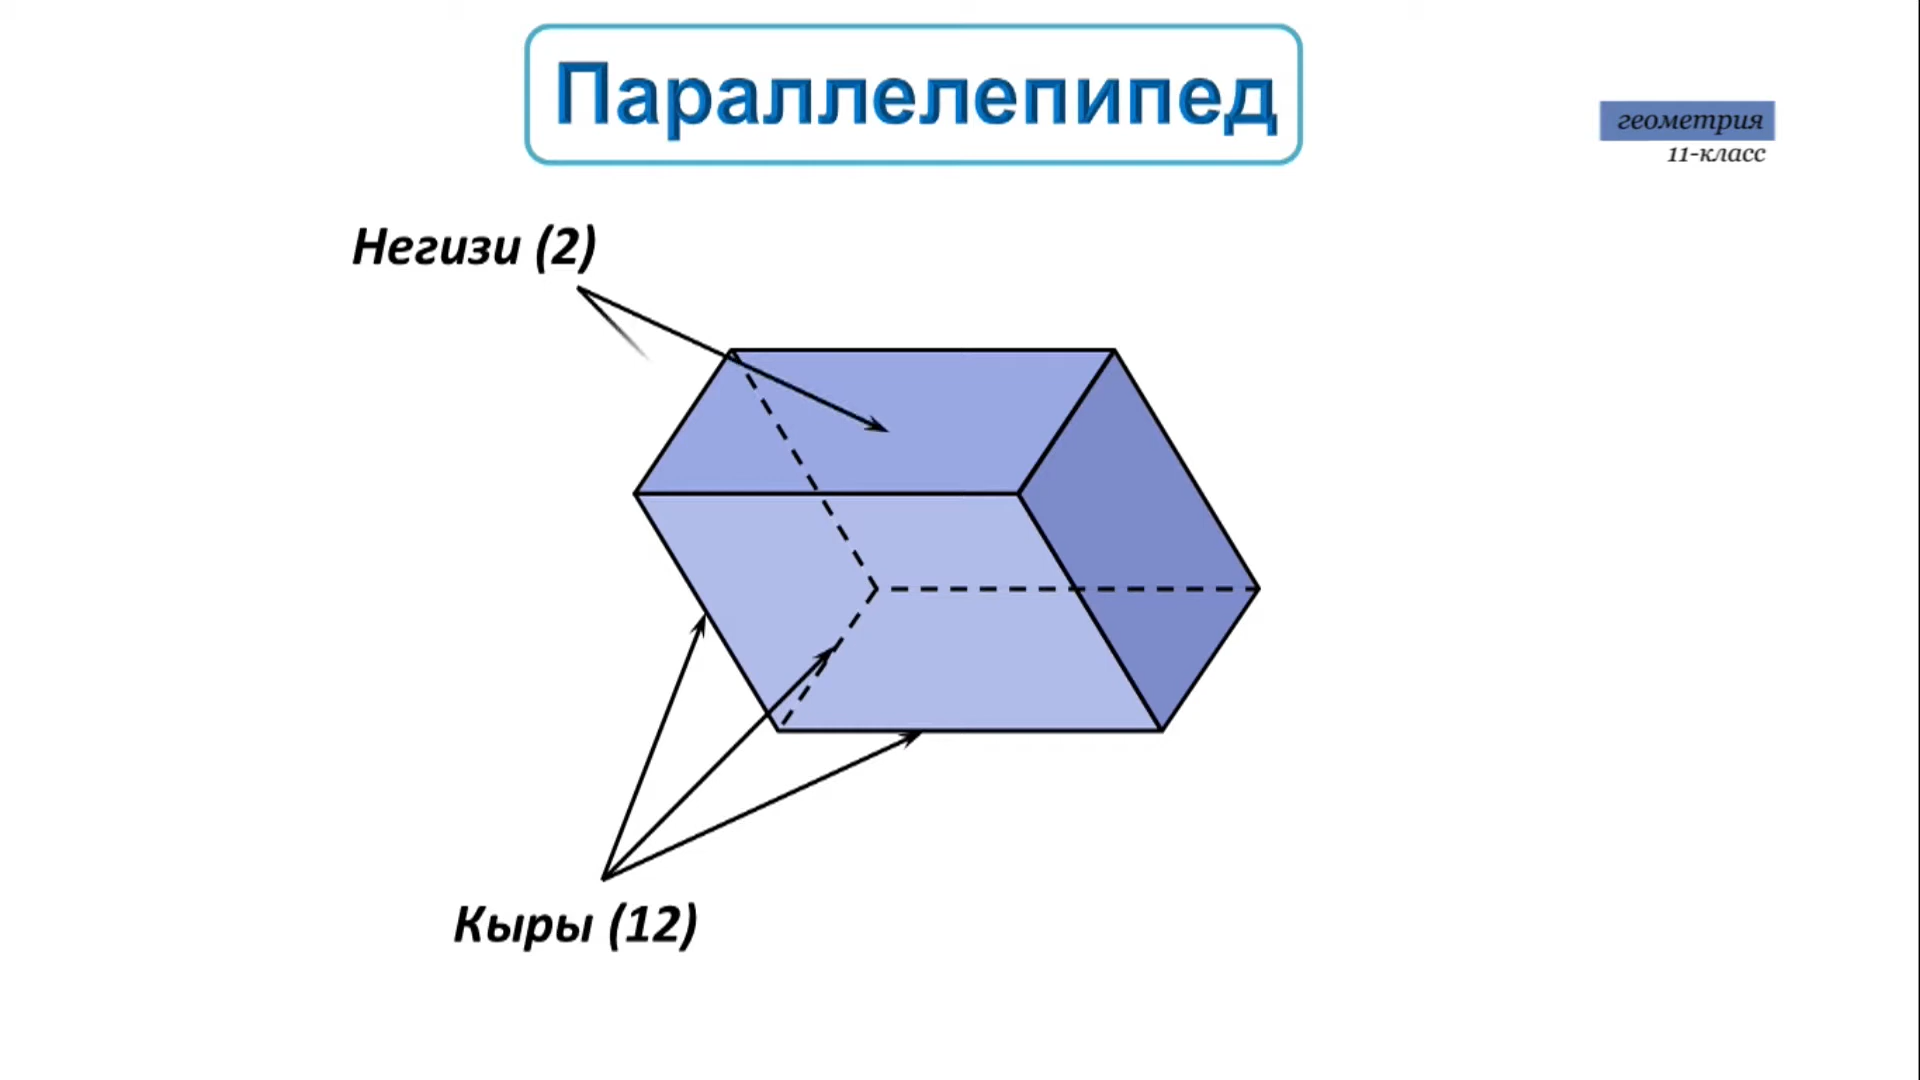 Параллелепипед
геометрия
11-класс
Негизи (2)
Кыры (12)